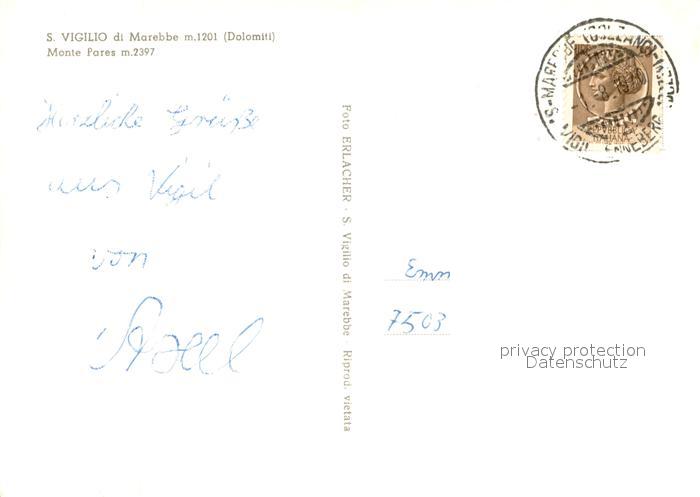 S. VIGILIO di Marebbe m.1201 (Dolomiti)
Monte Pares m.2397
Herzliche Grüße
aus Vigil
von
Axel
Foto ERLACHER - S. Vigilio di Marebbe - Riprod. vietata
7503
privacy protection
Datenschutz